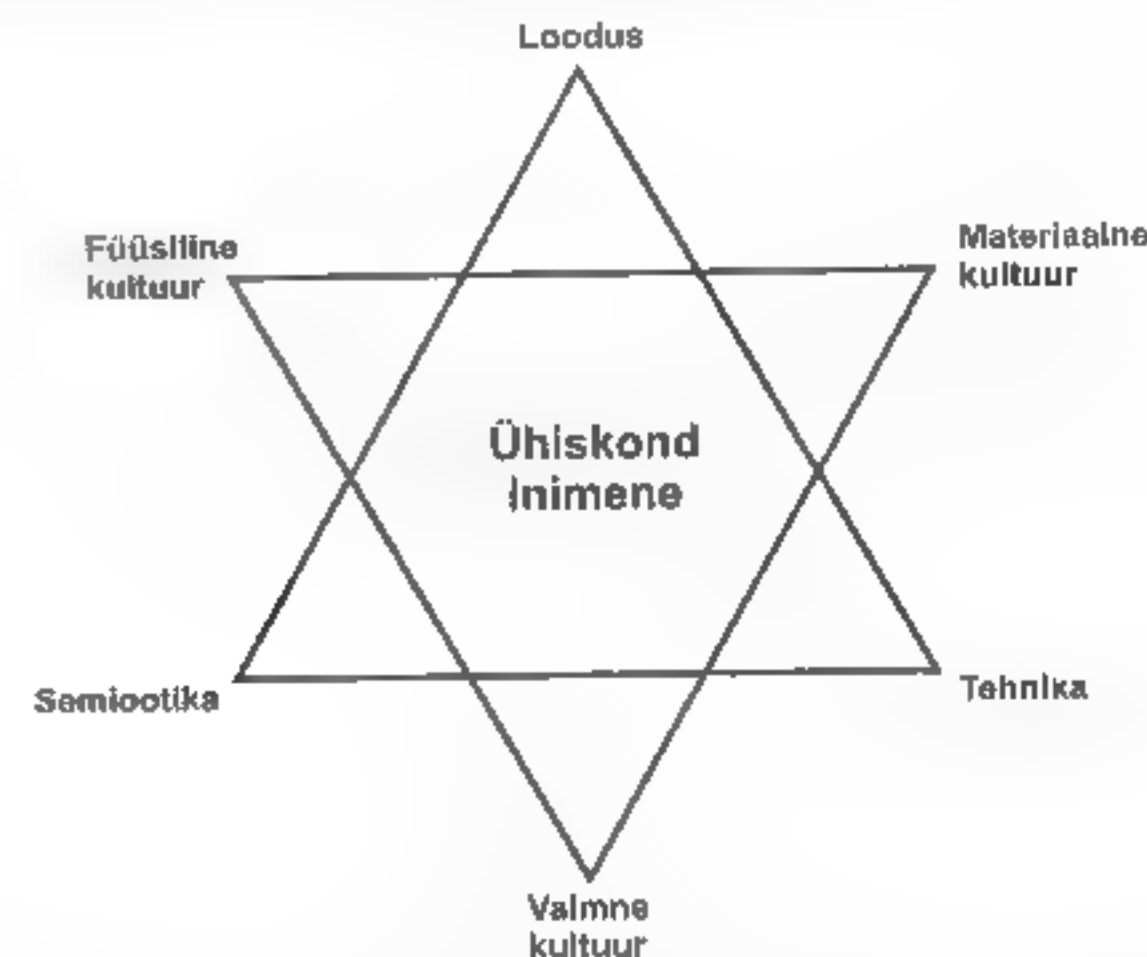 Loodus
Füüsiline
kultuur
Materiaalne
kultuur
Ühiskond
Inimene
Semiootika
Tehnika
Vaimne
kultuur